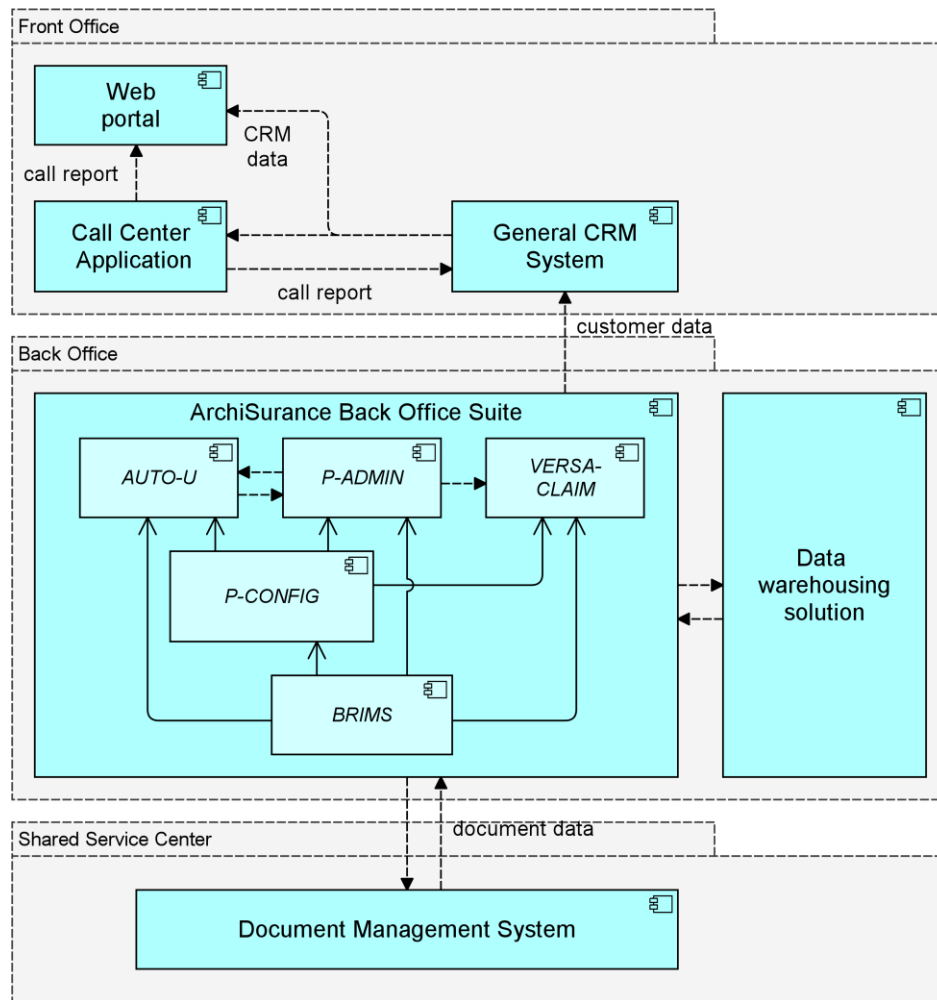 Front Office
Web
portal
CRM
data
call report
Call Center
Application
General CRM
System
call report
customer data
Back Office
ArchiSurance Back Office Suite
AUTO-U
P-ADMIN
VERSA-
CLAIM
P-CONFIG
Data
warehousing
solution
BRIMS
document data
Shared Service Center
Document Management System